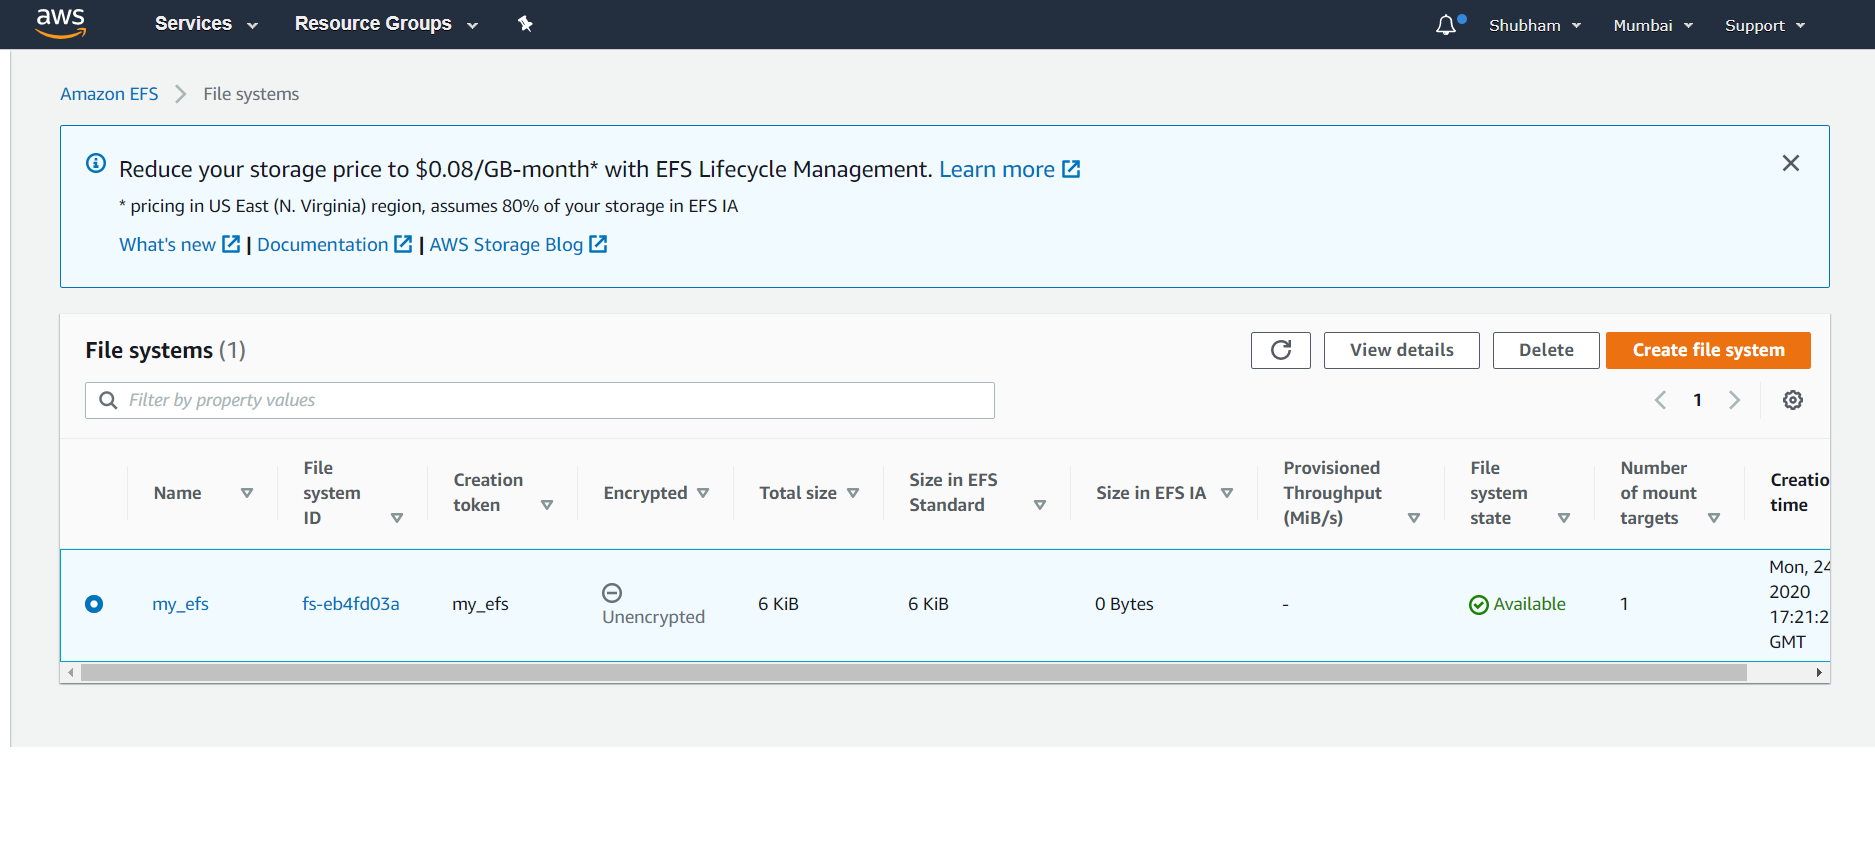 aws Services Resource Groups Shubham Mumbai Support
Amazon EFS File systems
Reduce your storage price to $0.08/GB-month* with EFS Lifecycle Management. Learn more
* pricing in US East (N. Virginia) region, assumes 80% of your storage in EFS IA
What's new | Documentation | AWS Storage Blog
File systems (1) View details Delete Create file system
Filter by property values 1
Name
File
system
ID
Creation
token
Encrypted
Total size
Size in EFS
Standard
Size in EFS IA
Provisioned
Throughput
(MiB/s)
File
system
state
Number
of mount
targets
Creatio
time
my_efs
fs-eb4fd03a
my_efs
Unencrypted
6 KiB
6 KiB
0 Bytes
-
Available
1
Mon, 24
2020
17:21:2
GMT